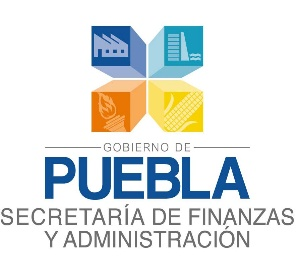 GOBIERNO DE
PUEBLA
SECRETARÍA DE FINANZAS
Y ADMINISTRACIÓN